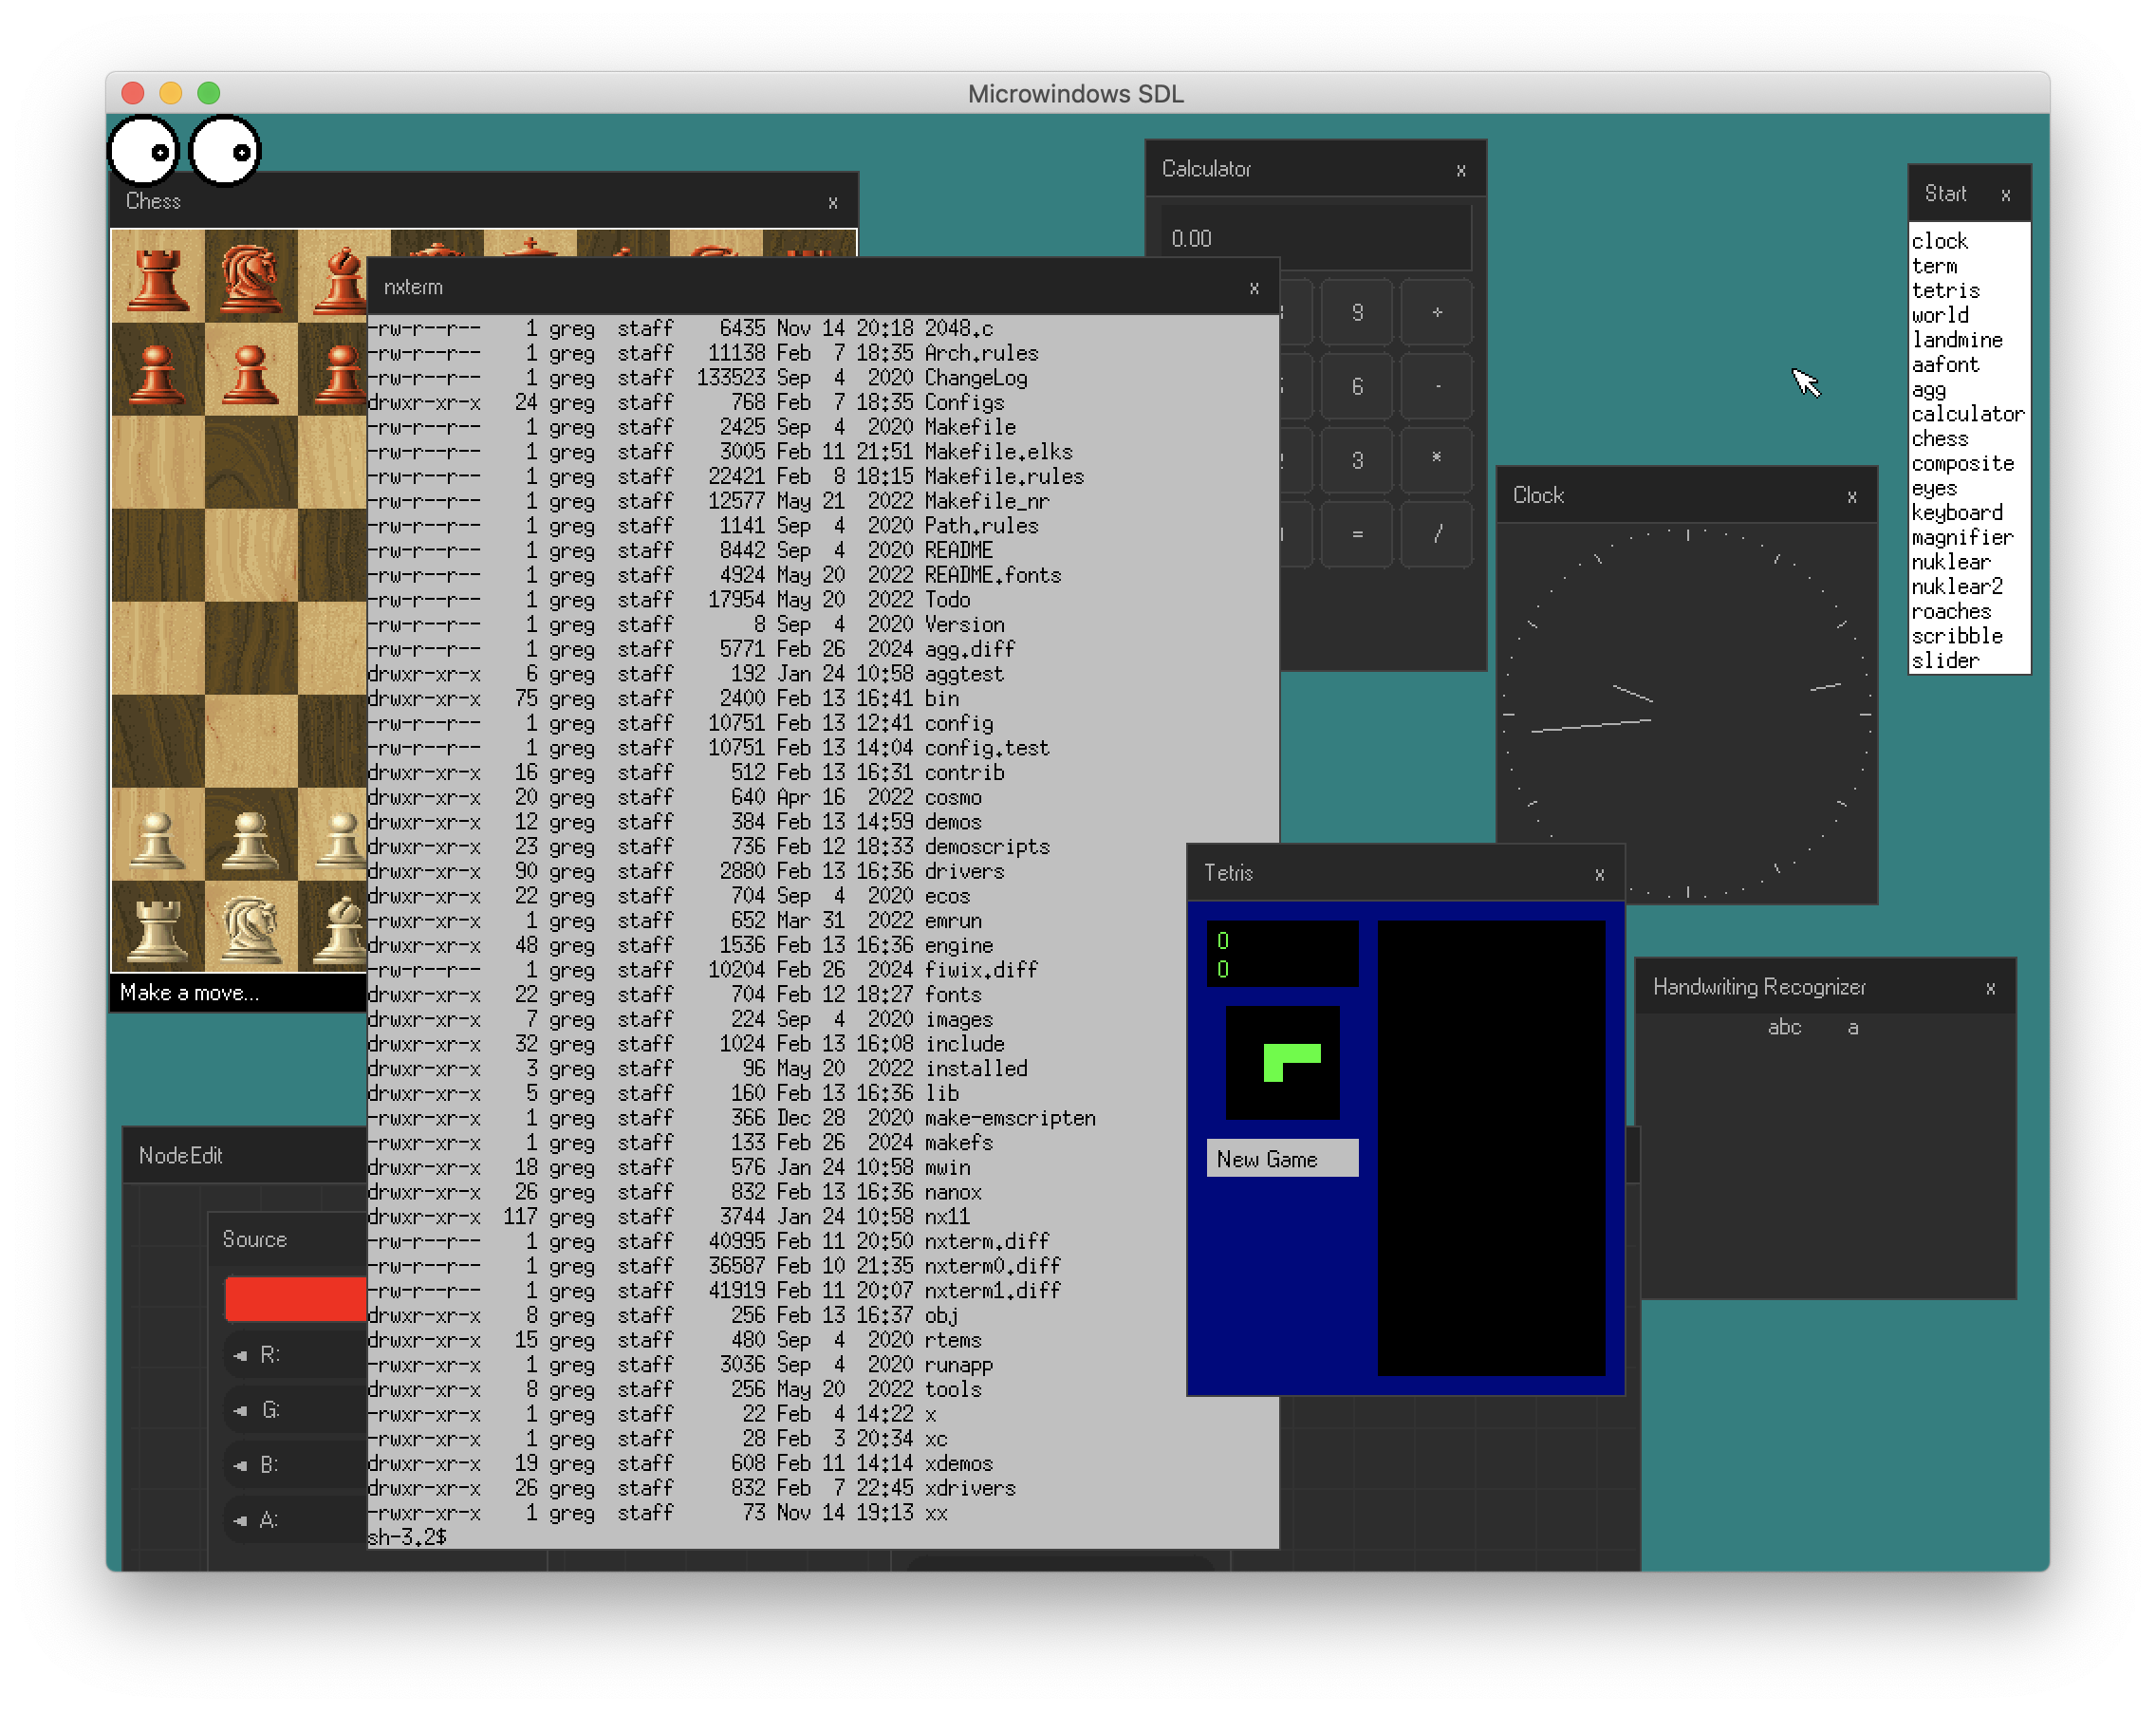 Microwindows SDL
Chess x
Make a move...
nxterm x
-rw-r--r-- 1 greg staff 6435 Nov 14 20:18 2048.c
-rw-r--r-- 1 greg staff 11138 Feb 7 18:35 Arch.rules
-rw-r--r-- 1 greg staff 133523 Sep 4 2020 ChangeLog
drwxr-xr-x 24 greg staff 768 Feb 7 18:35 Configs
-rw-r--r-- 1 greg staff 2425 Sep 4 2020 Makefile
-rw-r--r-- 1 greg staff 3005 Feb 11 21:51 Makefile.elks
-rw-r--r-- 1 greg staff 22421 Feb 8 18:15 Makefile.rules
-rw-r--r-- 1 greg staff 12577 May 21 2022 Makefile_nr
-rw-r--r-- 1 greg staff 1141 Sep 4 2020 Path.rules
-rw-r--r-- 1 greg staff 8442 Sep 4 2020 README
-rw-r--r-- 1 greg staff 4924 May 20 2022 README.fonts
-rw-r--r-- 1 greg staff 17954 May 20 2022 Todo
-rw-r--r-- 1 greg staff 8 Sep 4 2020 Version
-rw-r--r-- 1 greg staff 5771 Feb 26 2024 agg.diff
drwxr-xr-x 6 greg staff 192 Jan 24 10:58 aggtest
drwxr-xr-x 75 greg staff 2400 Feb 13 16:41 bin
-rw-r--r-- 1 greg staff 10751 Feb 13 12:41 config
-rw-r--r-- 1 greg staff 10751 Feb 13 14:04 config.test
drwxr-xr-x 16 greg staff 512 Feb 13 16:31 contrib
drwxr-xr-x 20 greg staff 640 Apr 16 2022 cosmo
drwxr-xr-x 12 greg staff 384 Feb 13 14:59 demos
drwxr-xr-x 23 greg staff 736 Feb 12 18:33 demoscripts
drwxr-xr-x 90 greg staff 2880 Feb 13 16:36 drivers
drwxr-xr-x 22 greg staff 704 Sep 4 2020 ecos
-rwxr-xr-x 1 greg staff 652 Mar 31 2022 emrun
drwxr-xr-x 48 greg staff 1536 Feb 13 16:36 engine
-rw-r--r-- 1 greg staff 10204 Feb 26 2024 fiwix.diff
drwxr-xr-x 22 greg staff 704 Feb 12 18:27 fonts
drwxr-xr-x 7 greg staff 224 Sep 4 2020 images
drwxr-xr-x 32 greg staff 1024 Feb 13 16:08 include
drwxr-xr-x 3 greg staff 96 May 20 2022 installed
drwxr-xr-x 5 greg staff 160 Feb 13 16:36 lib
-rwxr-xr-x 1 greg staff 366 Dec 28 2020 make-emscripten
-rwxr-xr-x 1 greg staff 133 Feb 26 2024 makefs
drwxr-xr-x 18 greg staff 576 Jan 24 10:58 mwin
drwxr-xr-x 26 greg staff 832 Feb 13 16:36 nanox
drwxr-xr-x 117 greg staff 3744 Jan 24 10:58 nx11
-rw-r--r-- 1 greg staff 40995 Feb 11 20:50 nxterm.diff
-rw-r--r-- 1 greg staff 36587 Feb 10 21:35 nxterm0.diff
-rw-r--r-- 1 greg staff 41919 Feb 11 20:07 nxterm1.diff
drwxr-xr-x 8 greg staff 256 Feb 13 16:37 obj
drwxr-xr-x 15 greg staff 480 Sep 4 2020 rtems
-rwxr-xr-x 1 greg staff 3036 Sep 4 2020 runapp
drwxr-xr-x 8 greg staff 256 May 20 2022 tools
-rwxr-xr-x 1 greg staff 22 Feb 4 14:22 x
-rwxr-xr-x 1 greg staff 28 Feb 3 20:34 xc
drwxr-xr-x 19 greg staff 608 Feb 11 14:14 xdemos
drwxr-xr-x 26 greg staff 832 Feb 7 22:45 xdrivers
-rwxr-xr-x 1 greg staff 73 Nov 14 19:13 xx
sh-3.2$
NodeEdit
Source
R:
G:
B:
A:
Calculator x
0.00
9 +
6 -
3 *
= /
Clock x
Start x
clock
term
tetris
world
landmine
aafont
agg
calculator
chess
composite
eyes
keyboard
magnifier
nuklear
nuklear2
roaches
scribble
slider
Tetris x
0
0
New Game
Handwriting Recognizer x
abc a